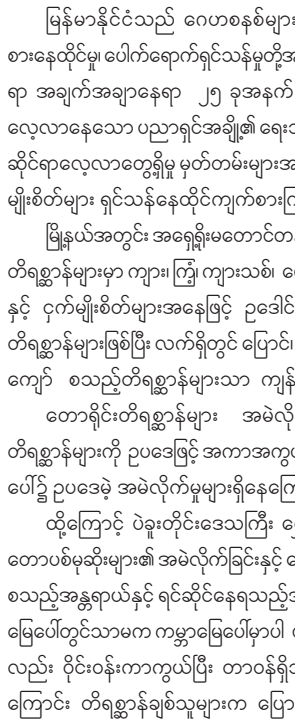 မြန်မာနိုင်ငံသည် ဂေဟစနစ်များ
စားနေထိုင်မှု၊ ပေါက်ရောက်ရှင်သန်မှုတို့အ
ရာ အချက်အချာနေရာ ၂၅ ခုအနက်
လေ့လာနေသော ပညာရှင်အချို့၏ ရေးသ
ဆိုင်ရာလေ့လာတွေ့ရှိမှု မှတ်တမ်းများအ
မျိုးစိတ်များ ရှင်သန်နေထိုင်ကျက်စားကြ
မြို့နယ်အတွင်း အရှေ့ရိုးမတောင်တန
တိရစ္ဆာန်များမှာ ကျား၊ ကြံ့၊ ကျားသစ်၊
နှင့် ငှက်မျိုးစိတ်များအနေဖြင့် ဥဒေါင်
တိရစ္ဆာန်များဖြစ်ပြီး လက်ရှိတွင် ပြောင်၊
ကျော် စသည့်တိရစ္ဆာန်များသာ ကျန်
တောရိုင်းတိရစ္ဆာန်များ အမဲလို
တိရစ္ဆာန်များကို ဥပဒေဖြင့် အကာအကွယ
ပေါ်၌ ဥပဒေမဲ့ အမဲလိုက်မှုများရှိနေကြေ
ထို့ကြောင့် ပဲခူးတိုင်းဒေသကြီး
တောပစ်မုဆိုးများ၏ အမဲလိုက်ခြင်းနှင့်
စသည့်အန္တရာယ်နှင့် ရင်ဆိုင်နေရသည့်အ
မြေပေါ်တွင်သာမက ကမ္ဘာမြေပေါ်မှာပါ
လည်း ဝိုင်းဝန်းကာကွယ်ပြီး တာဝန်ရှိသ
ကြောင်း တိရစ္ဆာန်ချစ်သူများက ပြော